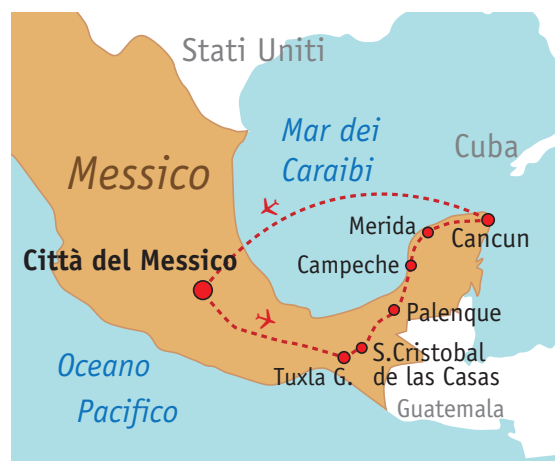 Stati Uniti
Mar dei
Caraibi
Cuba
Messico
Merida
Cancun
Città del Messico
Campeche
Palenque
S.Cristobal
de las Casas
Tuxla G.
Oceano
Pacifico
Guatemala